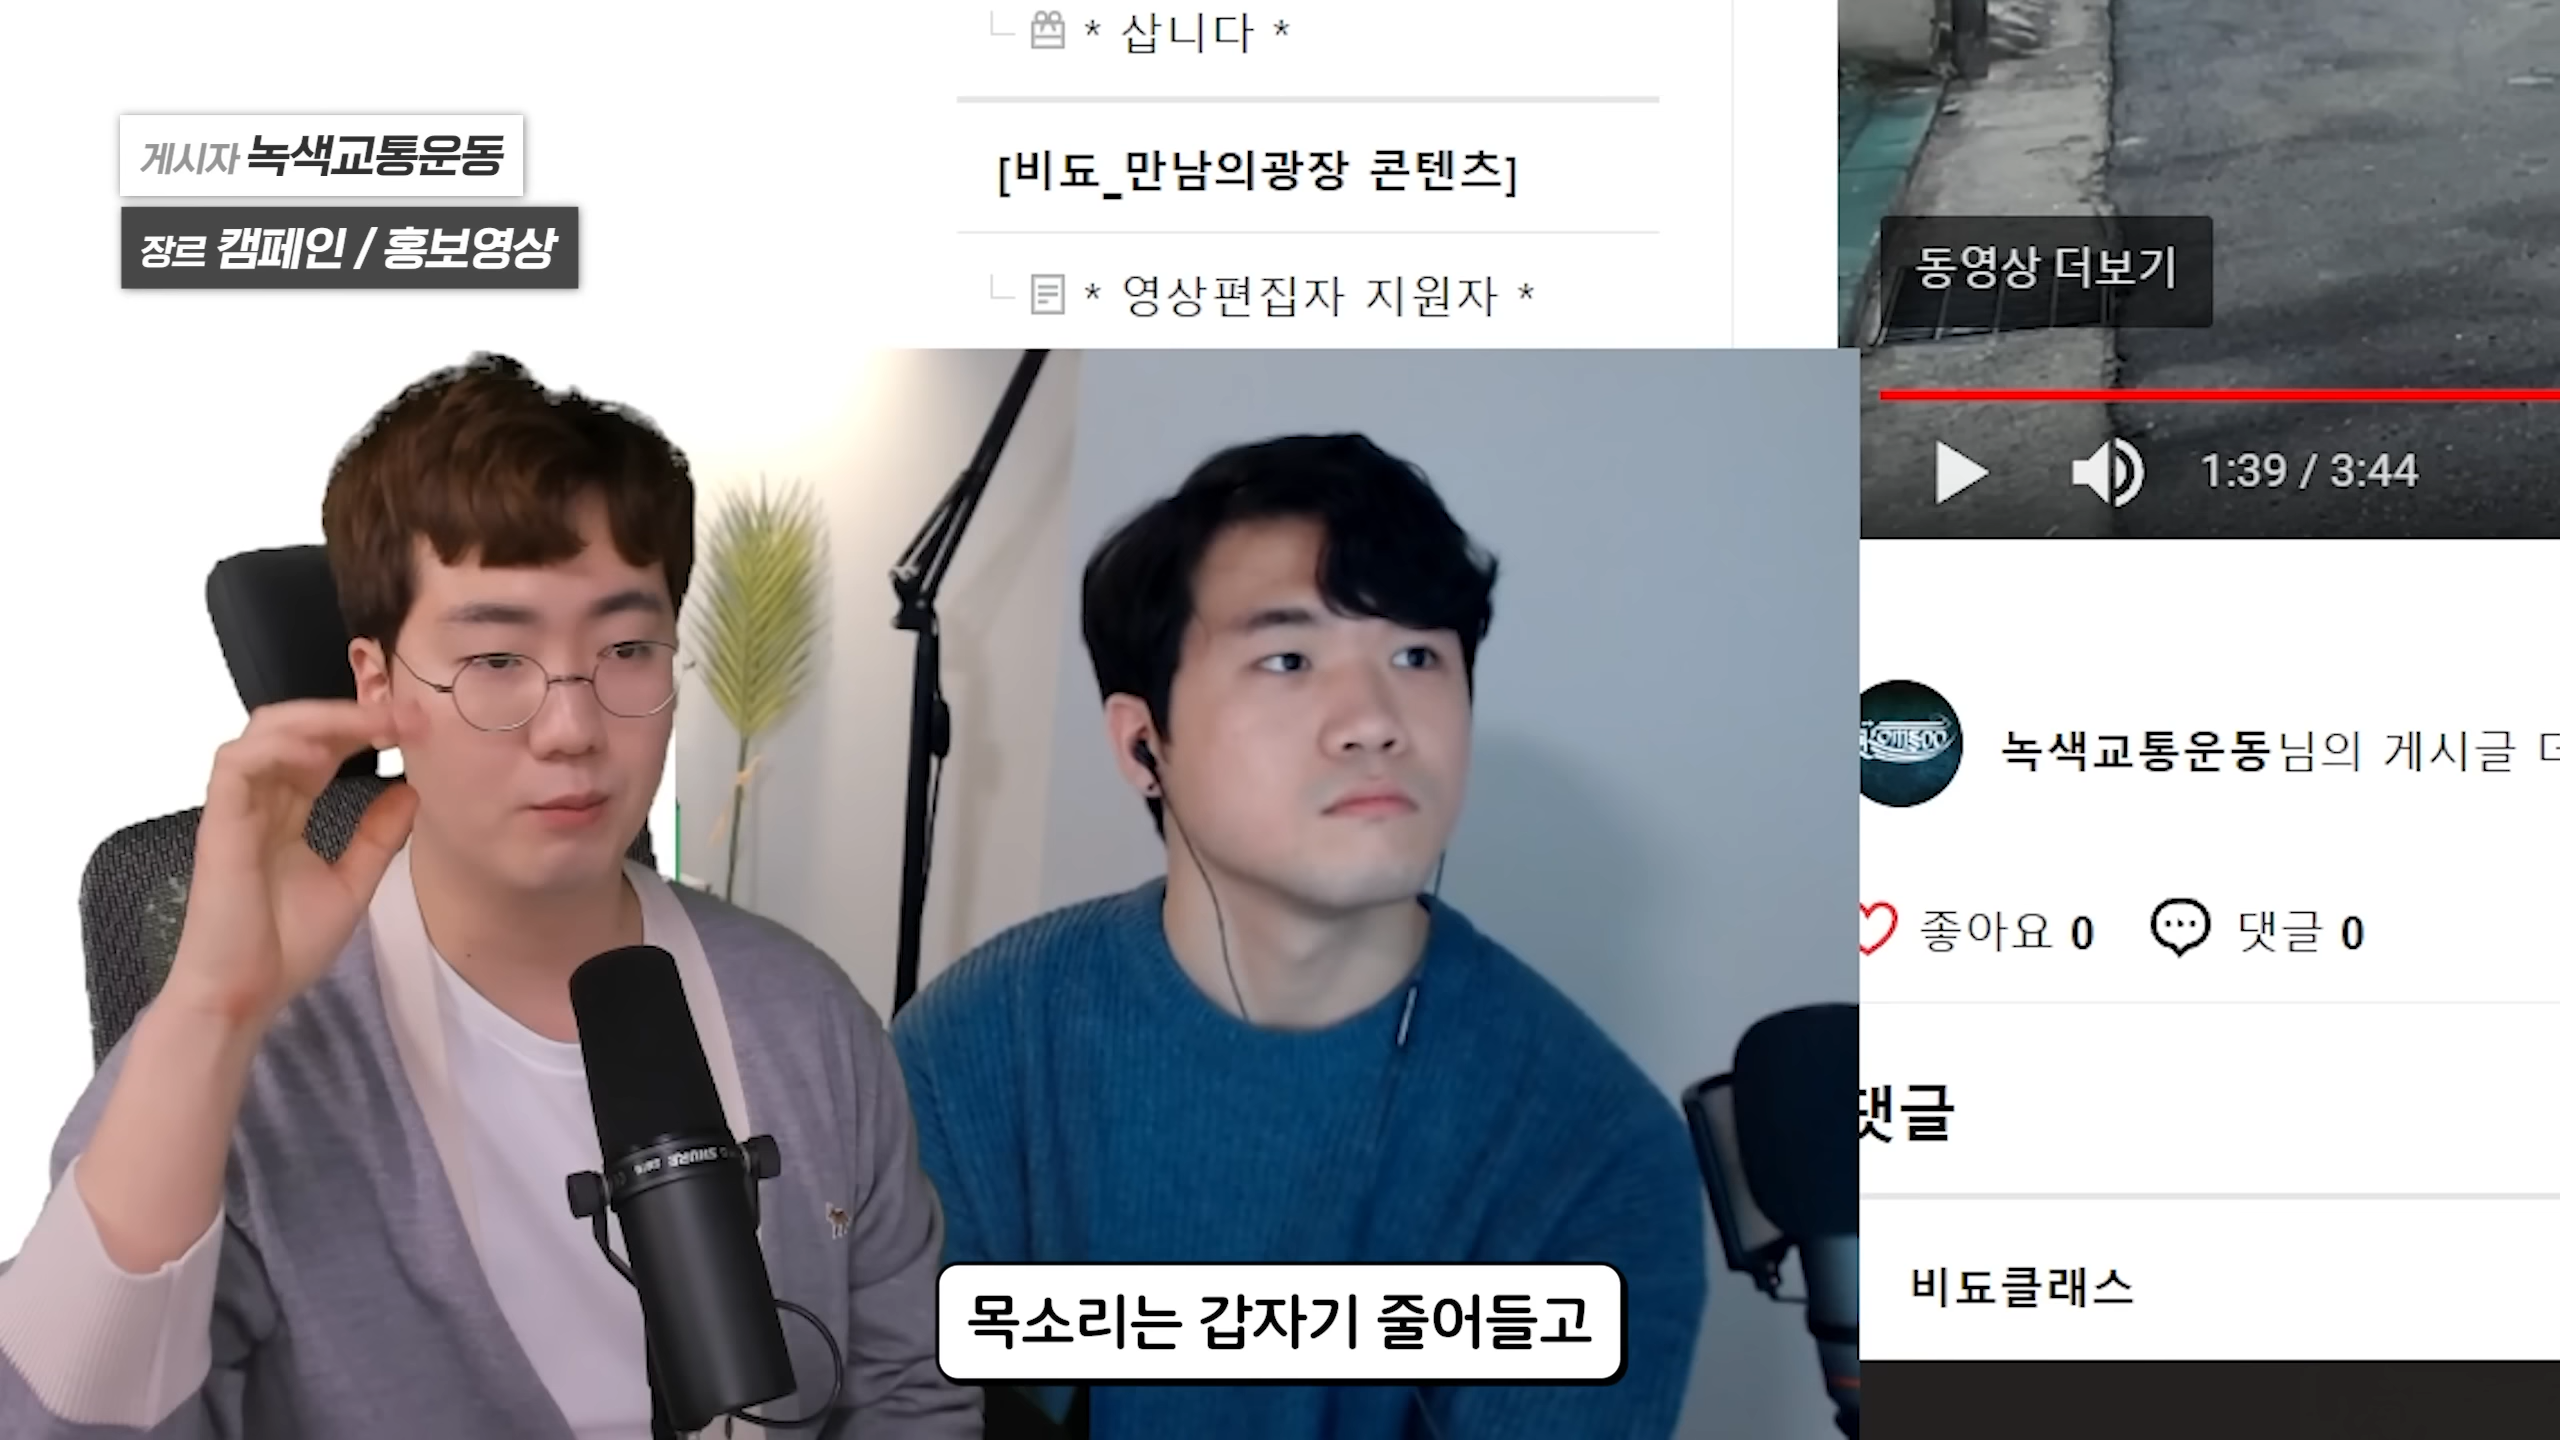 * 삽니다 *
게시자 녹색교통운동
장르 캠페인 / 홍보영상
[비됴_만남의광장 콘텐츠]
* 영상편집자 지원자 *
동영상 더보기
1:39 / 3:44
녹색교통운동님의 게시글 더
좋아요 0 댓글 0
댓글
비됴클래스
SHURE
목소리는 갑자기 줄어들고